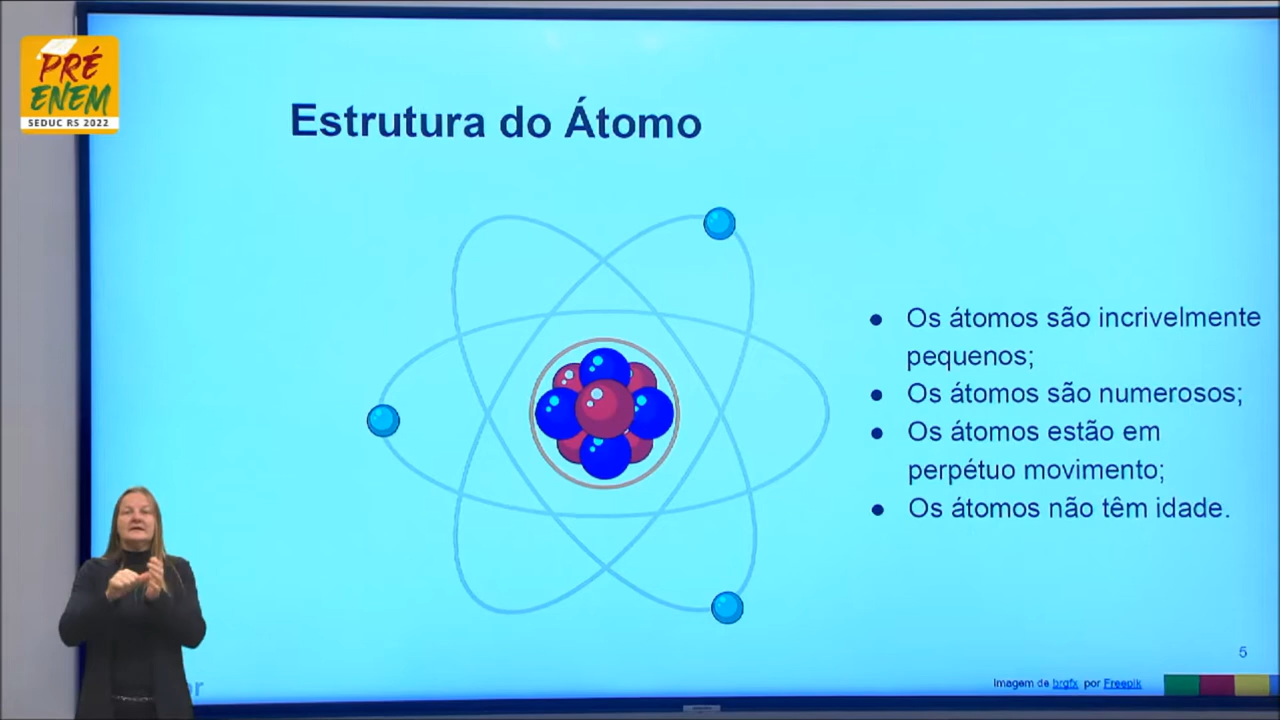 PRÉ
ENEM
SEDUC RS 2022
Estrutura do Átomo
● Os átomos são incrivelmente
pequenos;
● Os átomos são numerosos;
● Os átomos estão em
perpétuo movimento;
● Os átomos não têm idade.
5
Imagem de brgfx por Freepik